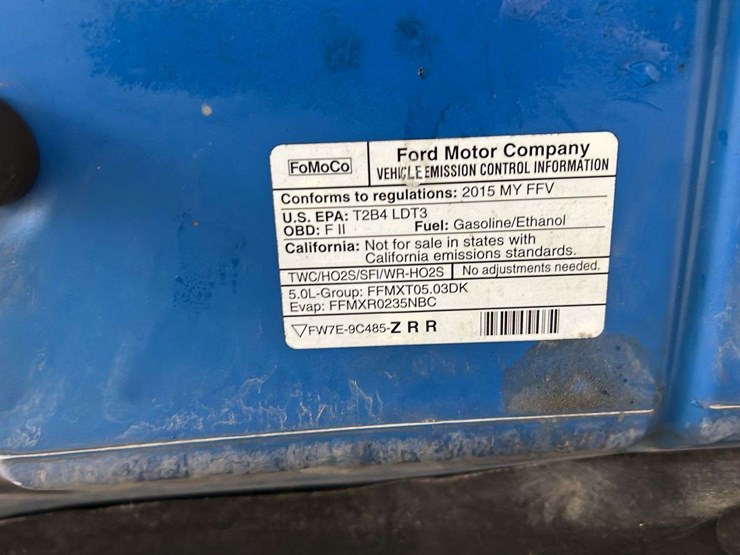 FoMoCo
Ford Motor Company
VEHICLE EMISSION CONTROL INFORMATION
Conforms to regulations: 2015 MY FFV
U.S. EPA: T2B4 LDT3
OBD: F II Fuel: Gasoline/Ethanol
California: Not for sale in states with
California emissions standards.
TWC/HO2S/SFI/WR-HO2S No adjustments needed.
5.0L-Group: FFMXT05.03DK
Evap: FFMXR0235NBC
FW7E-9C485-Z R R